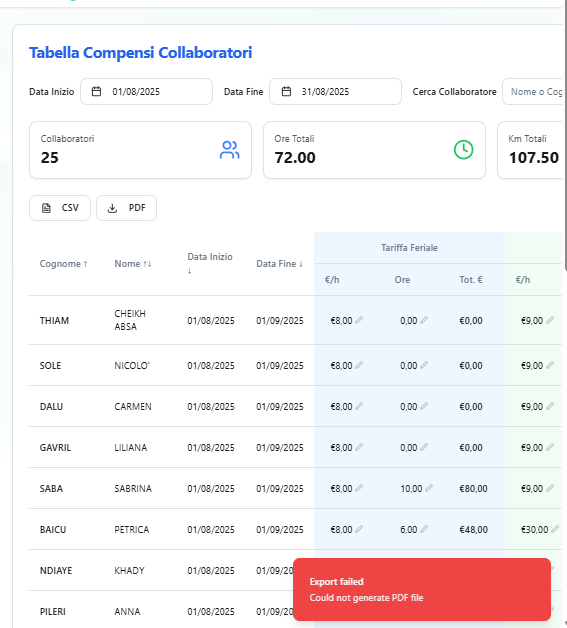 Tabella Compensi Collaboratori
Data Inizio 01/08/2025 Data Fine 31/08/2025 Cerca Collaboratore Nome o Cog
Collaboratori Ore Totali Km Totali
25 72.00 107.50
CSV PDF
Tariffa Feriale
Cognome ↑ Nome ↑↓ Data Inizio ↓ Data Fine ↓ €/h Ore Tot. € €/h
THIAM CHEIKH ABSA 01/08/2025 01/09/2025 €8,00 0,00 €0,00 €9,00
SOLE NICOLO' 01/08/2025 01/09/2025 €8,00 0,00 €0,00 €9,00
DALU CARMEN 01/08/2025 01/09/2025 €8,00 0,00 €0,00 €9,00
GAVRIL LILIANA 01/08/2025 01/09/2025 €8,00 0,00 €0,00 €9,00
SABA SABRINA 01/08/2025 01/09/2025 €8,00 10,00 €80,00 €9,00
BAICU PETRICA 01/08/2025 01/09/2025 €8,00 6,00 €48,00 €30,00
NDIAYE KHADY 01/08/2025 01/09/20
PILERI ANNA 01/08/2025 01/09/20
Export failed
Could not generate PDF file